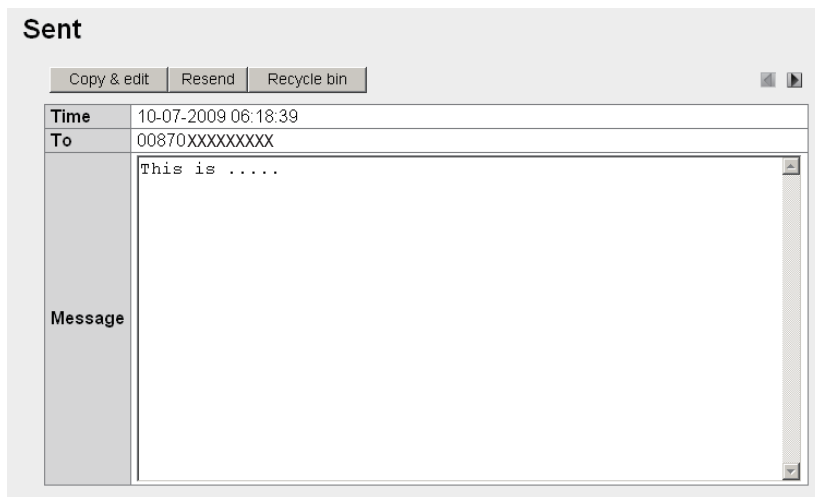 Sent
Copy & edit Resend Recycle bin
Time 10-07-2009 06:18:39
To 00870XXXXXXXXX
This is .....
Message